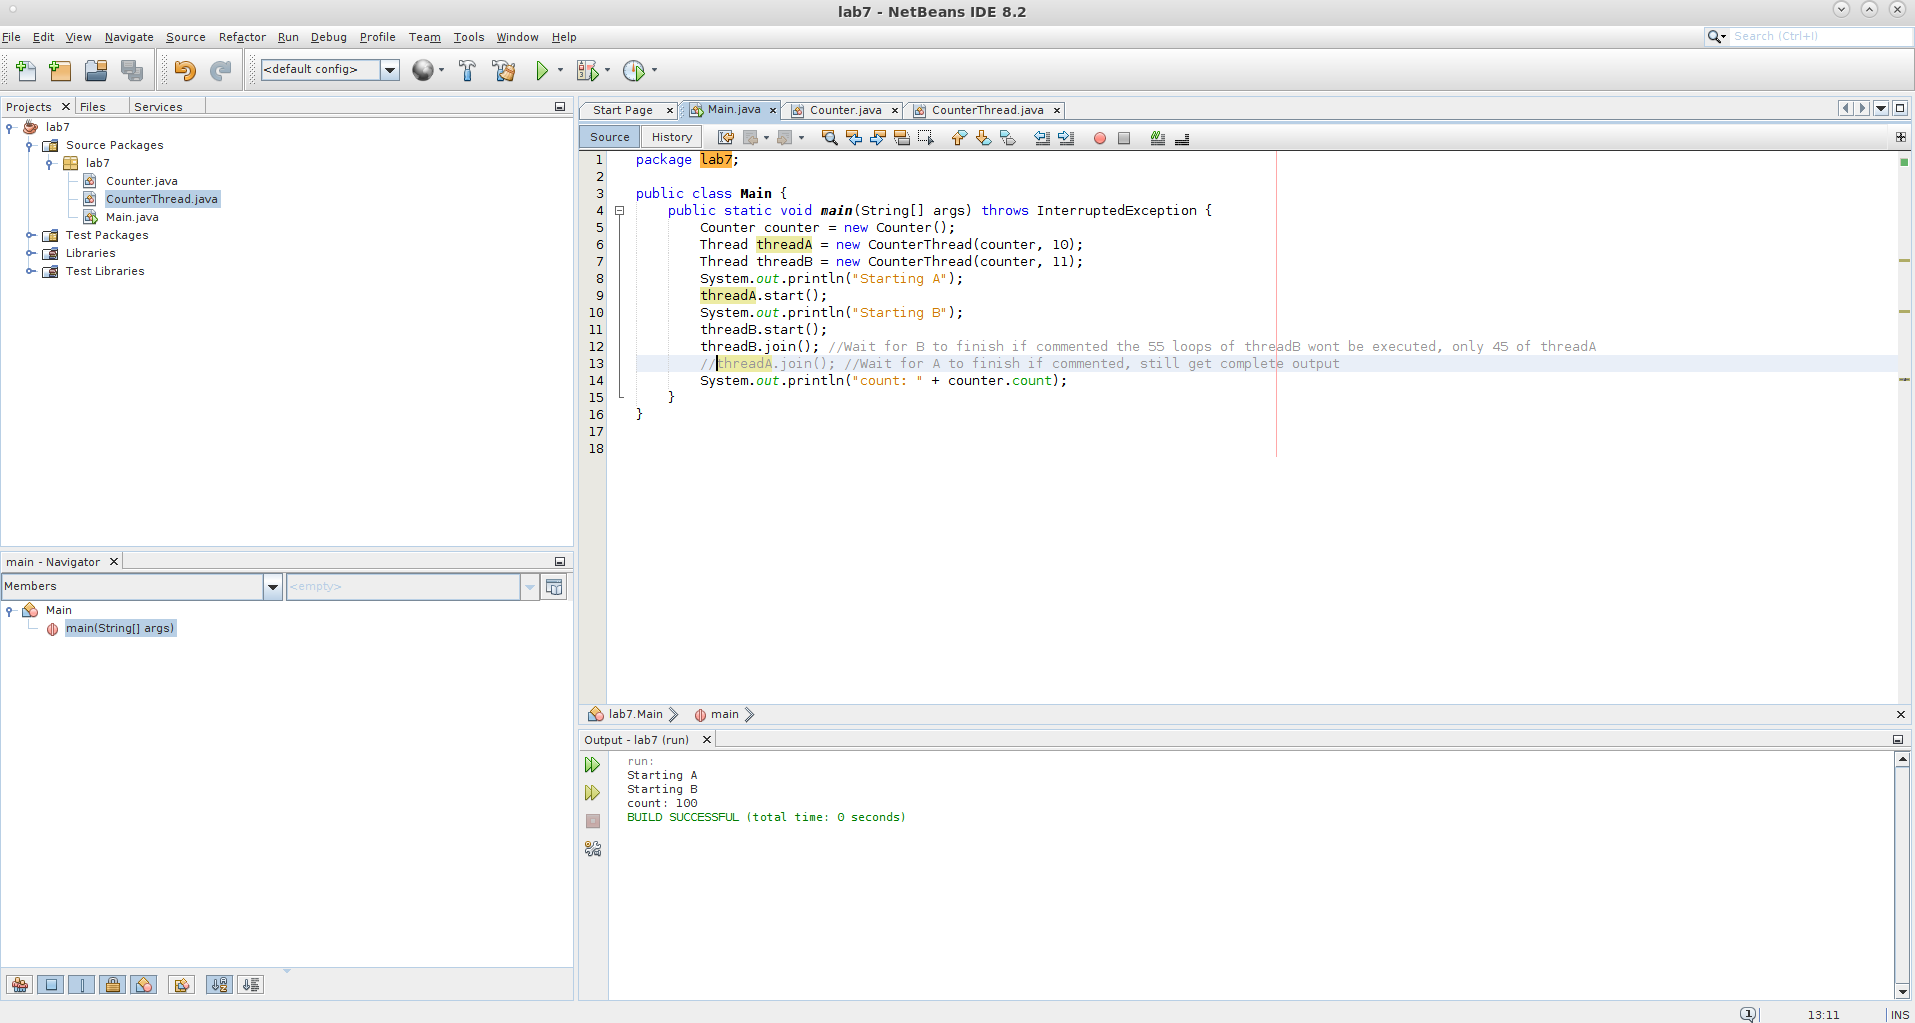 lab7 - NetBeans IDE 8.2
File Edit View Navigate Source Refactor Run Debug Profile Team Tools Window Help
Search (Ctrl+I)
<default config>
Projects Files Services
lab7
Source Packages
lab7
Counter.java
CounterThread.java
Main.java
Test Packages
Libraries
Test Libraries
main - Navigator
Members <empty>
Main
main(String[] args)
Start Page Main.java Counter.java CounterThread.java
Source History
1 package lab7;
2
3 public class Main {
4 public static void main(String[] args) throws InterruptedException {
5 Counter counter = new Counter();
6 Thread threadA = new CounterThread(counter, 10);
7 Thread threadB = new CounterThread(counter, 11);
8 System.out.println("Starting A");
9 threadA.start();
10 System.out.println("Starting B");
11 threadB.start();
12 threadB.join(); //Wait for B to finish if commented the 55 loops of threadB wont be executed, only 45 of threadA
13 //threadA.join(); //Wait for A to finish if commented, still get complete output
14 System.out.println("count: " + counter.count);
15 }
16 }
17
18
lab7.Main main
Output - lab7 (run)
run:
Starting A
Starting B
count: 100
BUILD SUCCESSFUL (total time: 0 seconds)
1 13:11 INS